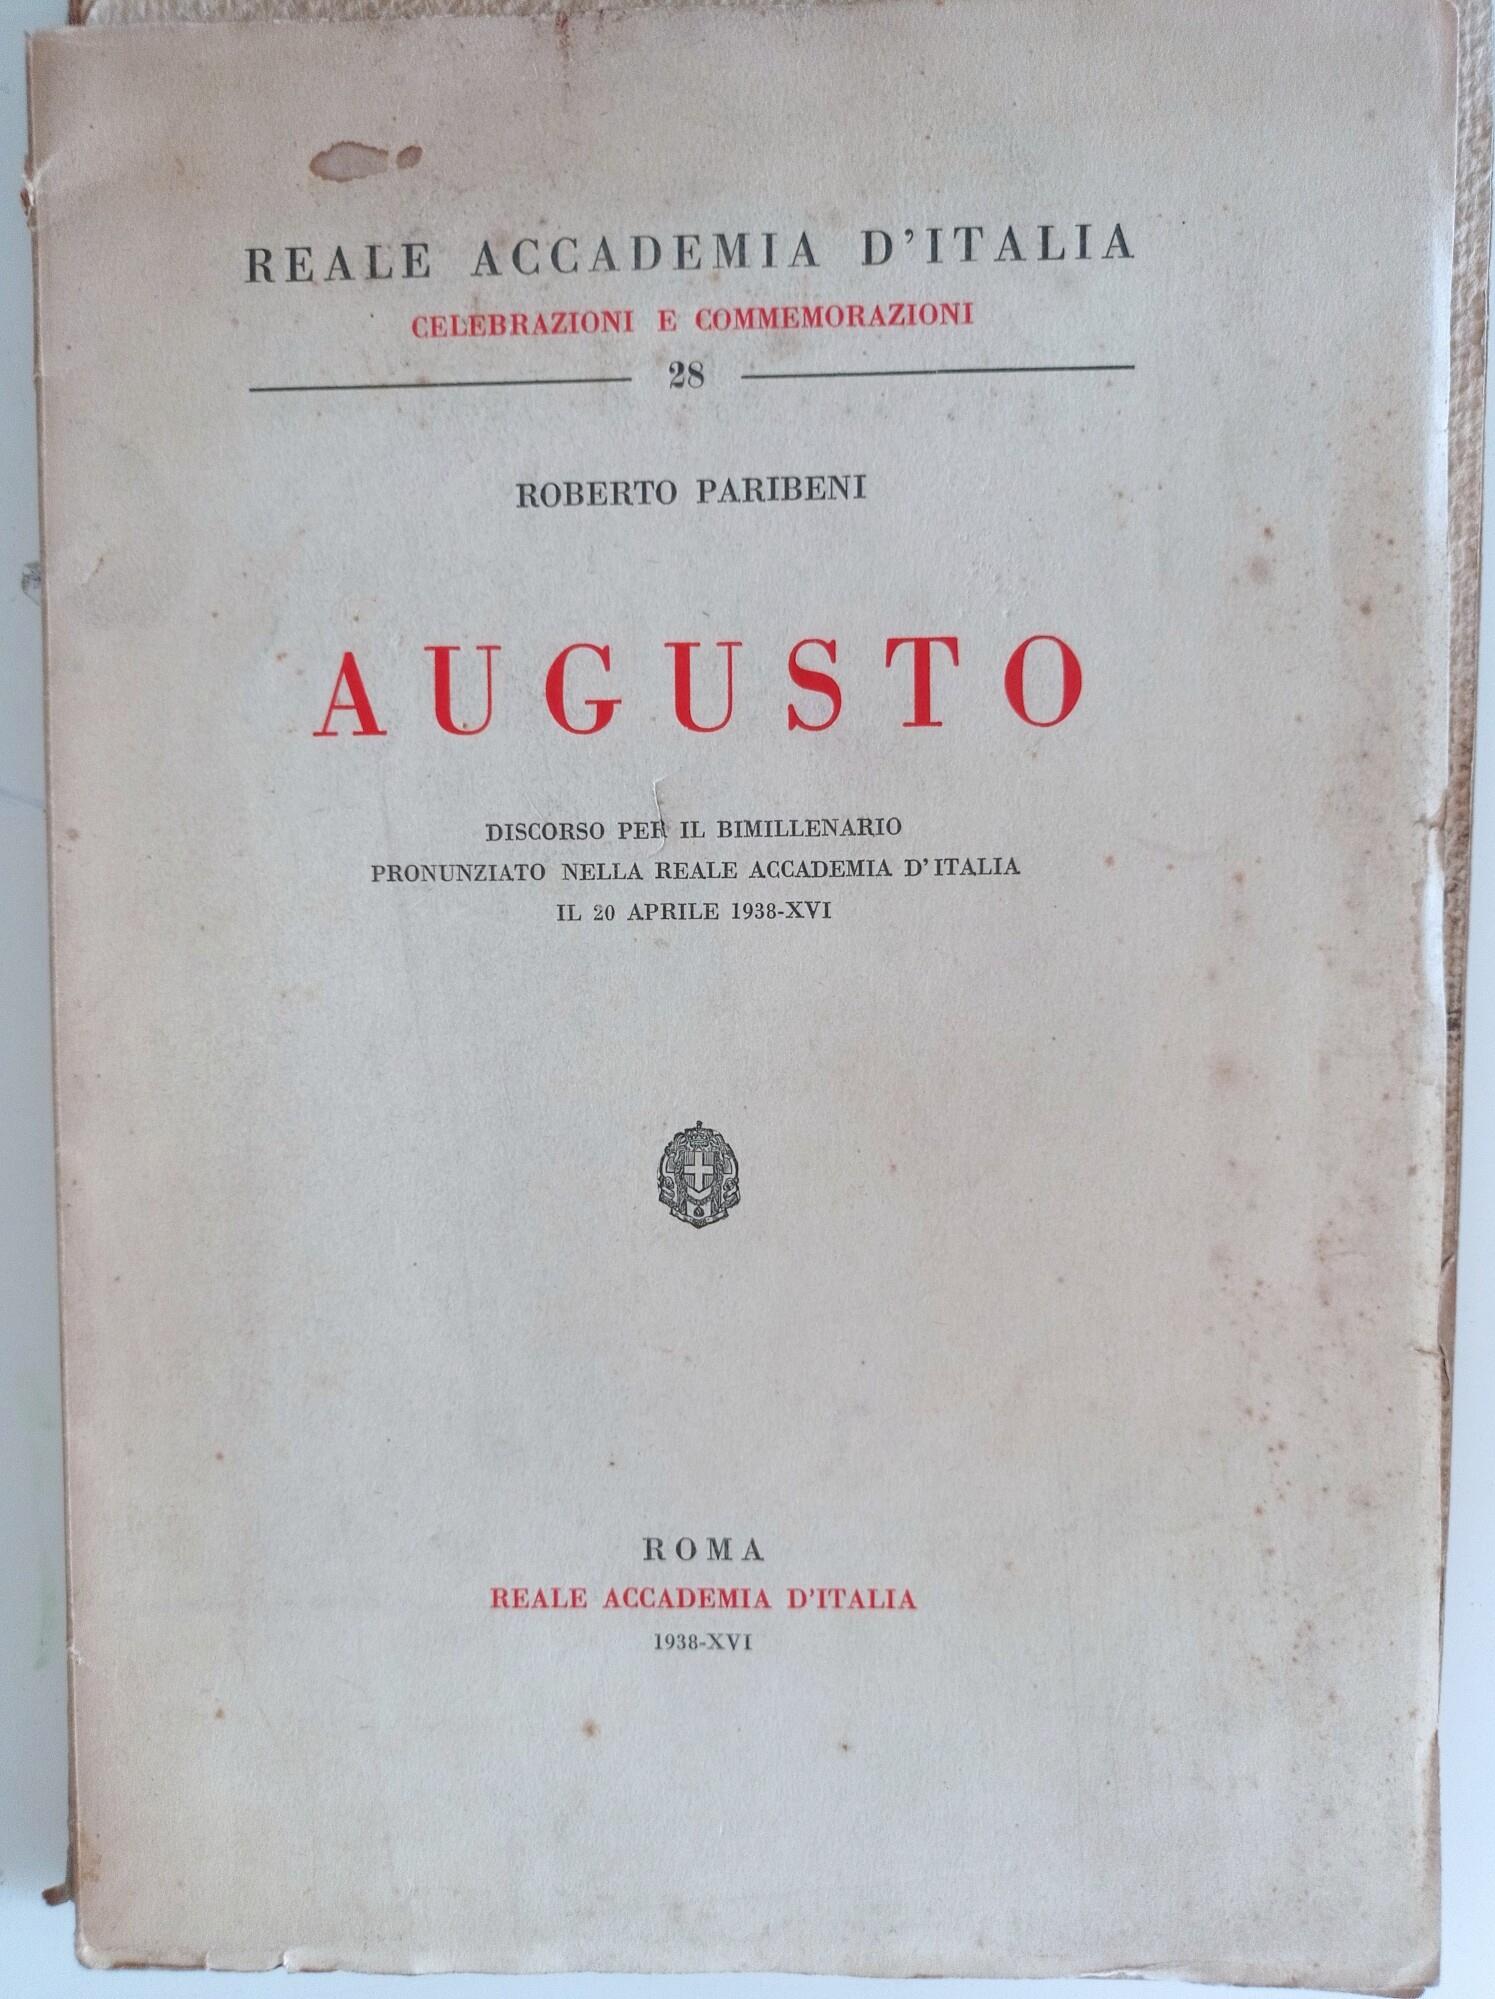 REALE ACCADEMIA D'ITALIA
CELEBRAZIONI E COMMEMORAZIONI
28
ROBERTO PARIBENI
AUGUSTO
DISCORSO PER IL BIMILLENARIO
PRONUNZIATO NELLA REALE ACCADEMIA D'ITALIA
IL 20 APRILE 1938-XVI
ROMA
REALE ACCADEMIA D'ITALIA
1938-XVI